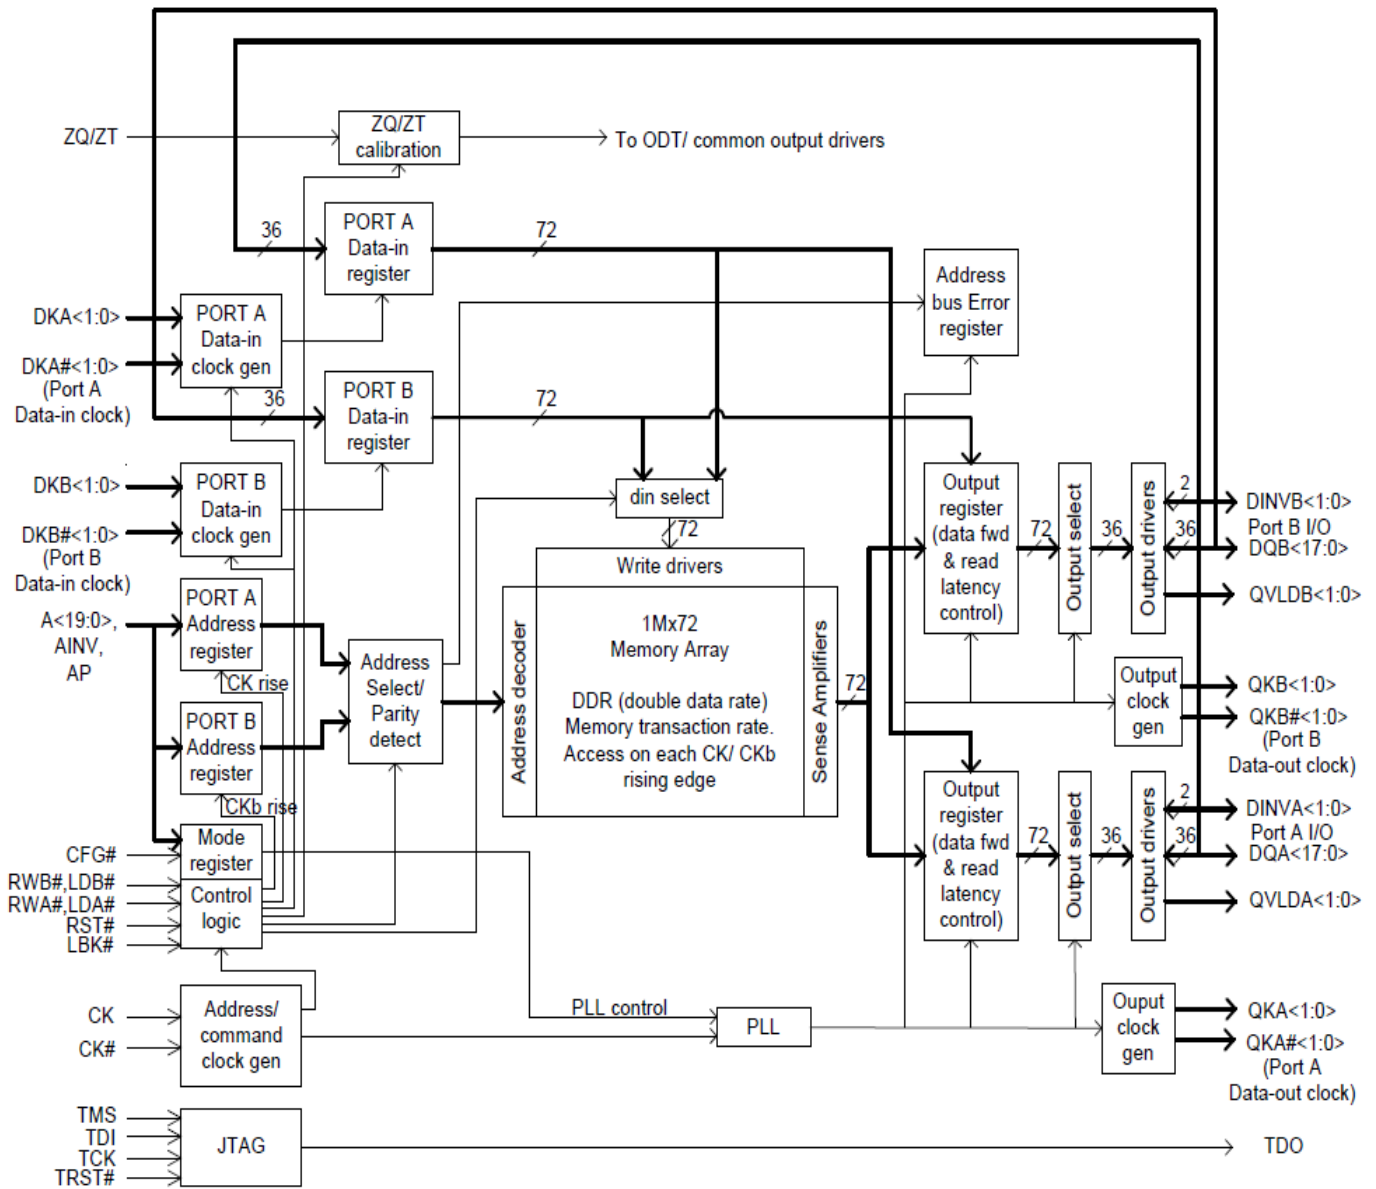 ZQ/ZT
ZQ/ZT
calibration
To ODT/ common output drivers
36
PORT A
Data-in
register
72
Address
bus Error
register
DKA<1:0>
DKA#<1:0>
(Port A
Data-in clock)
PORT A
Data-in
clock gen
36
PORT B
Data-in
register
72
DKB<1:0>
DKB#<1:0>
(Port B
Data-in clock)
PORT B
Data-in
clock gen
din select
72
Write drivers
Address decoder
1Mx72
Memory Array
DDR (double data rate)
Memory transaction rate.
Access on each CK/ CKb
rising edge
Sense Amplifiers
72
Output
register
(data fwd
& read
latency
control)
72
Output select
36
Output drivers
2
36
DINVB<1:0>
Port B I/O
DQB<17:0>
QVLDB<1:0>
A<19:0>,
AINV,
AP
PORT A
Address
register
CK rise
PORT B
Address
register
CKb rise
Address
Select/
Parity
detect
Output
clock
gen
QKB<1:0>
QKB#<1:0>
(Port B
Data-out clock)
Mode
register
Control
logic
CFG#
RWB#,LDB#
RWA#,LDA#
RST#
LBK#
Output
register
(data fwd
& read
latency
control)
72
Output select
36
Output drivers
2
36
DINVA<1:0>
Port A I/O
DQA<17:0>
QVLDA<1:0>
CK
CK#
Address/
command
clock gen
PLL control
PLL
Ouput
clock
gen
QKA<1:0>
QKA#<1:0>
(Port A
Data-out clock)
TMS
TDI
TCK
TRST#
JTAG
TDO